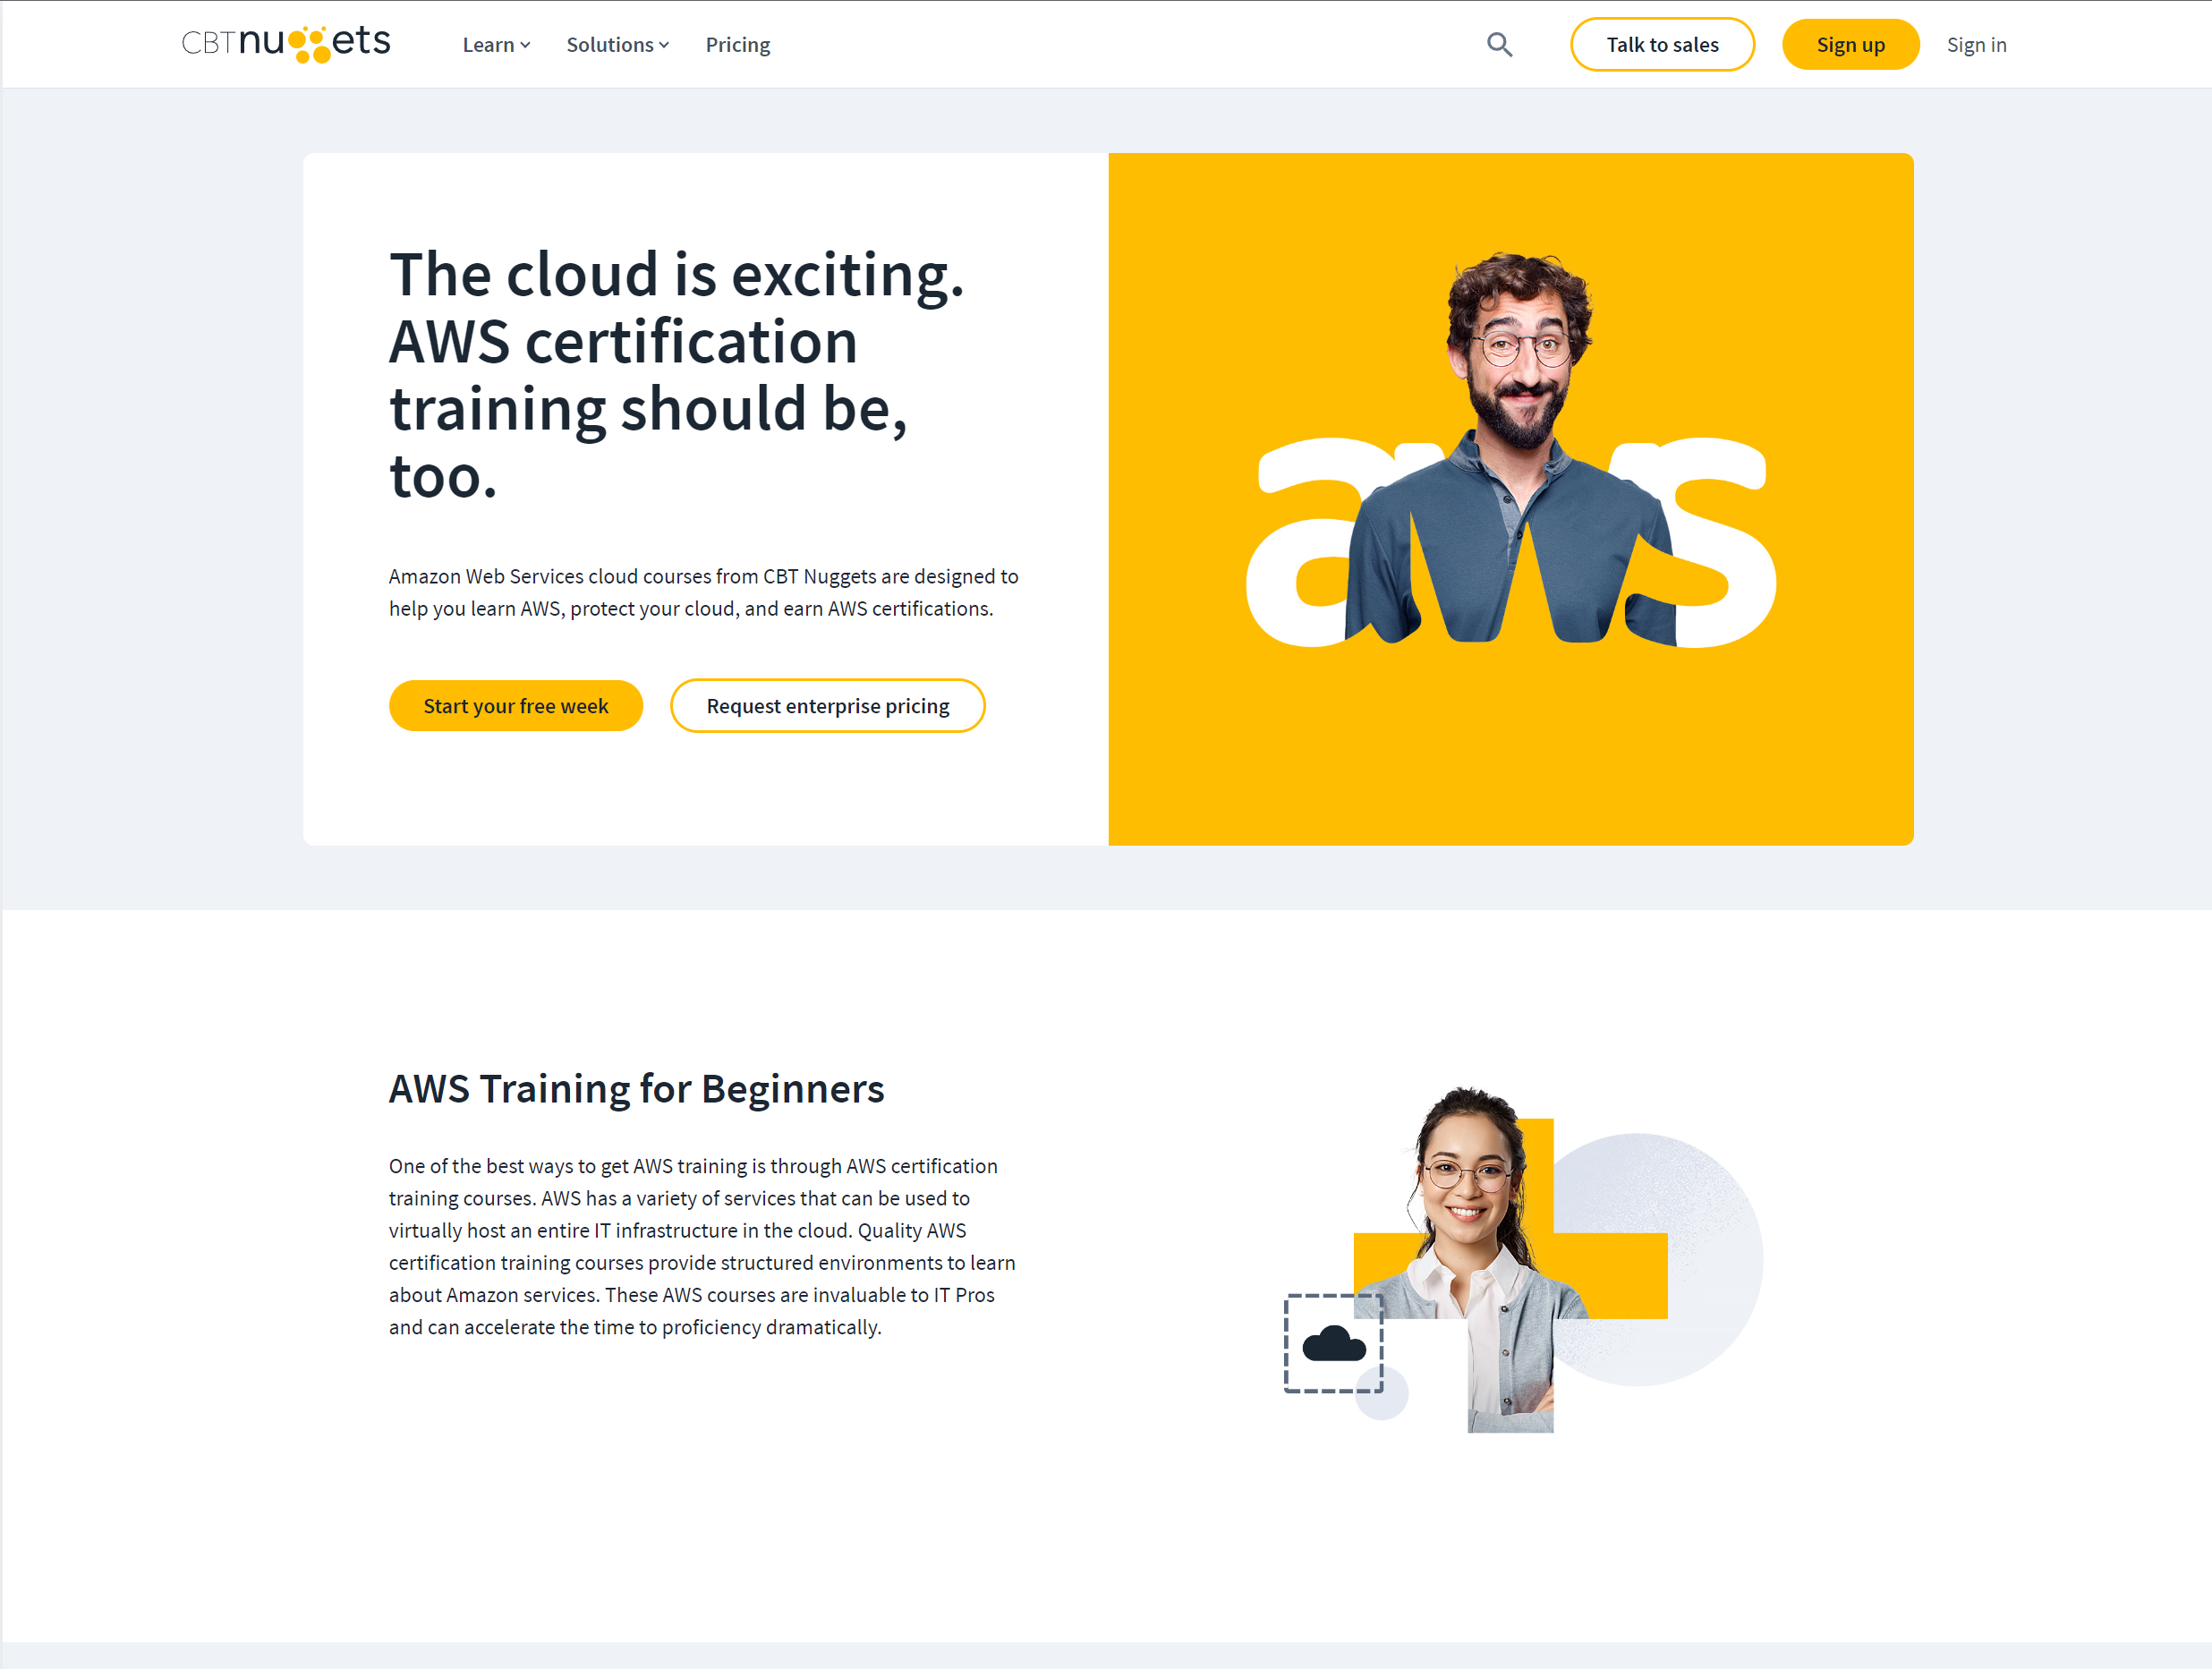 CBTnuggets
Learn
Solutions
Pricing
Talk to sales
Sign up
Sign in
The cloud is exciting.
AWS certification
training should be,
too.
Amazon Web Services cloud courses from CBT Nuggets are designed to
help you learn AWS, protect your cloud, and earn AWS certifications.
Start your free week
Request enterprise pricing
aws
AWS Training for Beginners
One of the best ways to get AWS training is through AWS certification
training courses. AWS has a variety of services that can be used to
virtually host an entire IT infrastructure in the cloud. Quality AWS
certification training courses provide structured environments to learn
about Amazon services. These AWS courses are invaluable to IT Pros
and can accelerate the time to proficiency dramatically.